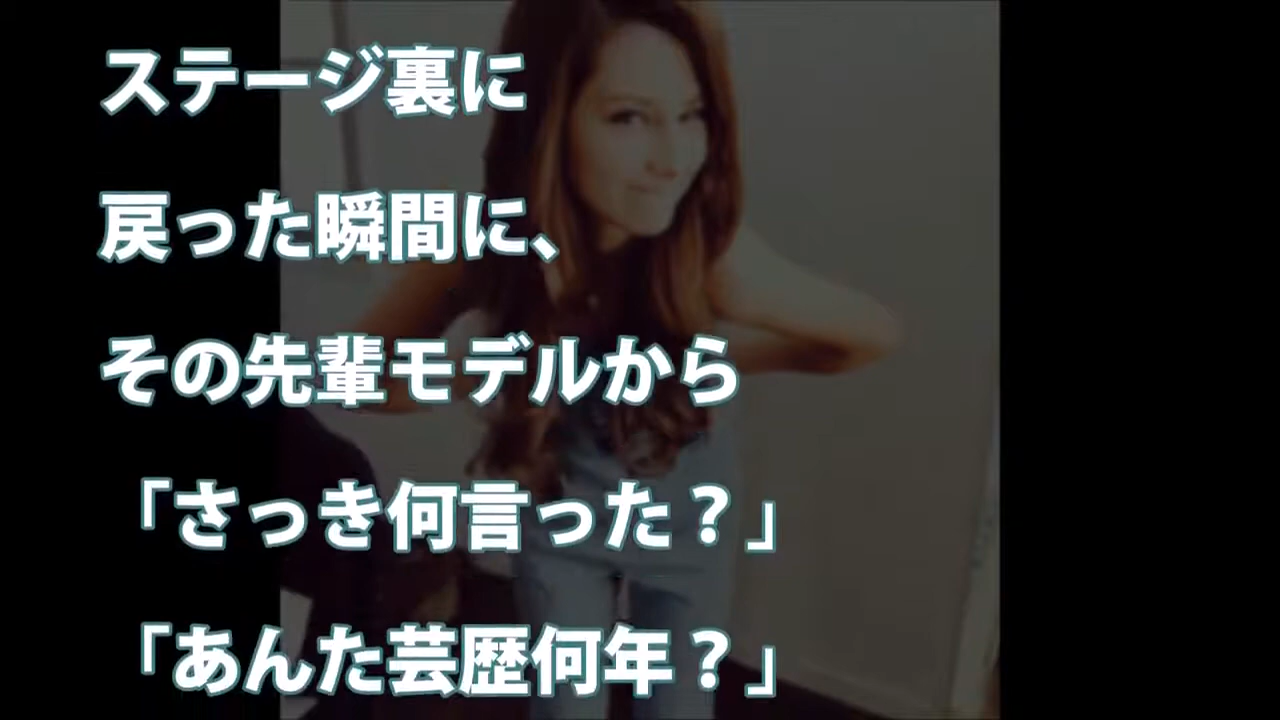 ステージ裏に
戻った瞬間に、
その先輩モデルから
「さっき何言った？」
「あんた芸歴何年？」